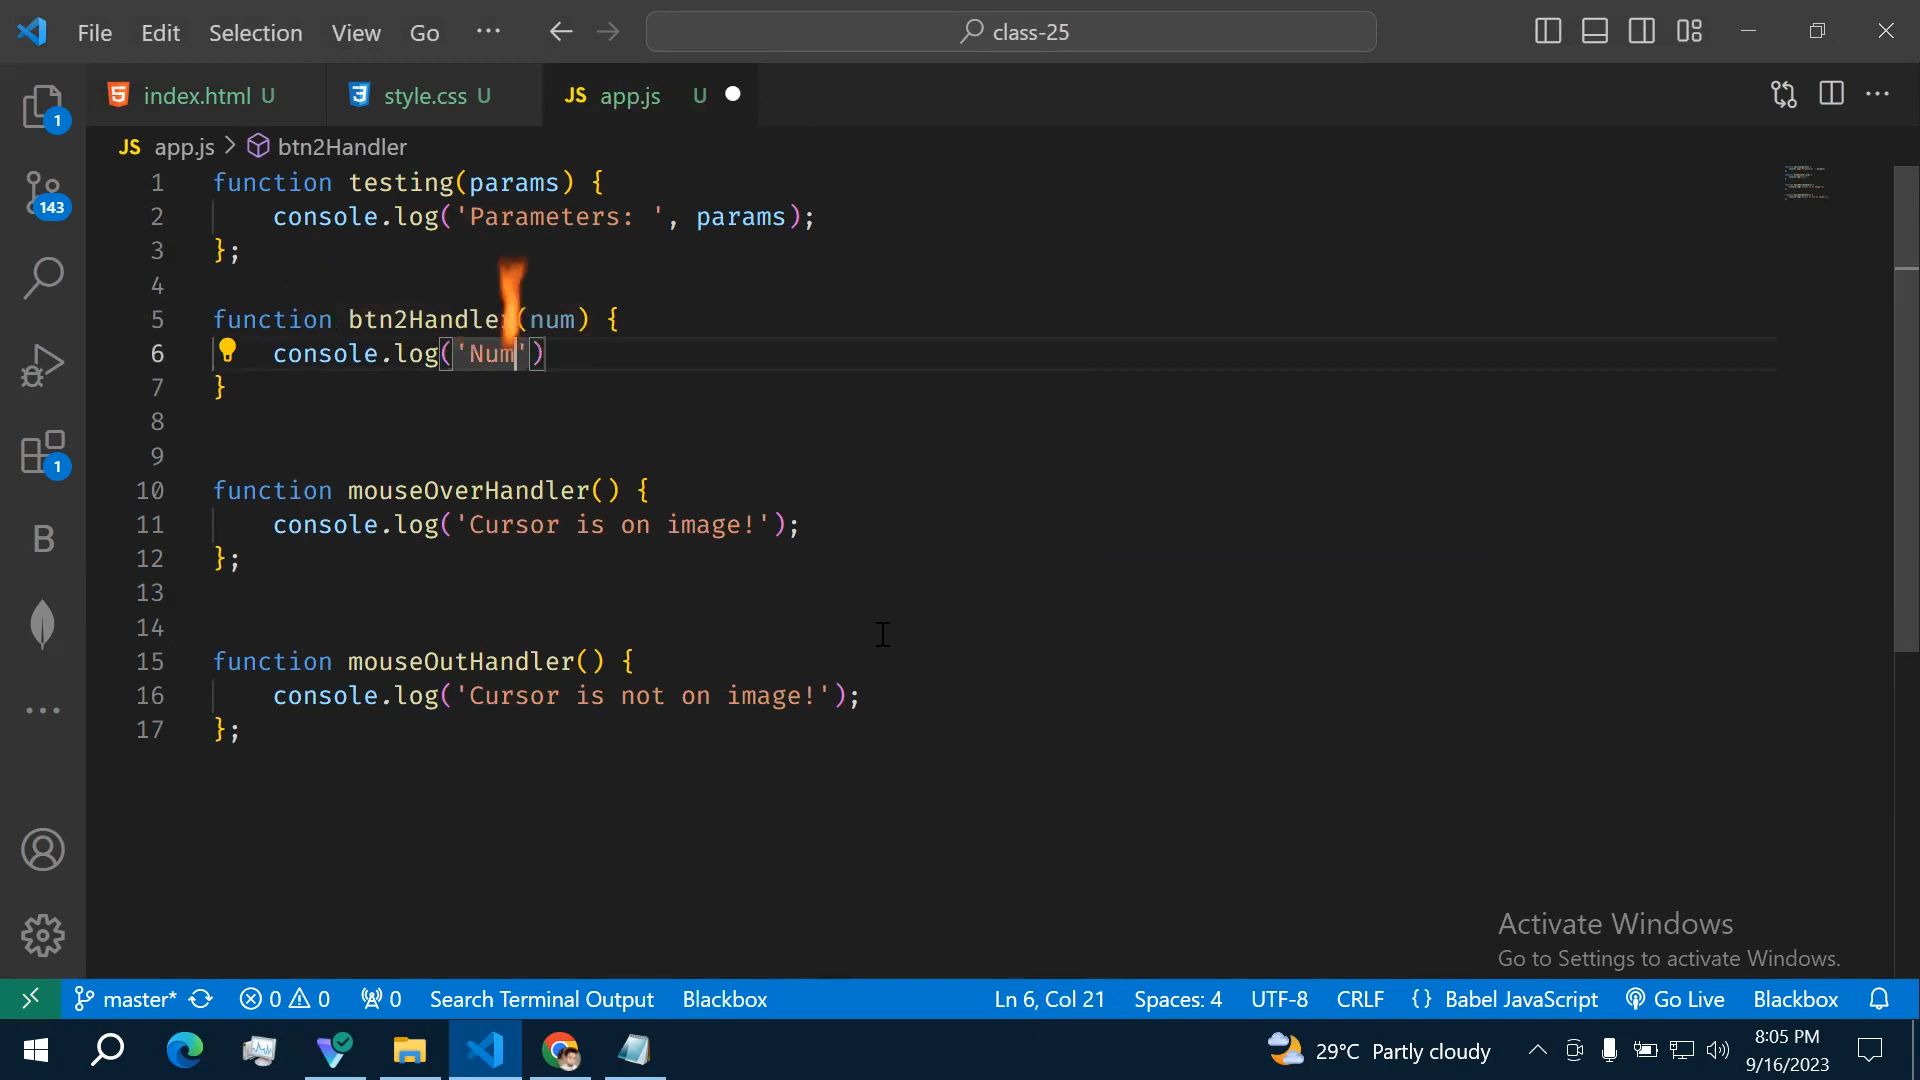 File Edit Selection View Go ··· class-25
index.html U style.css U JS app.js U
JS app.js > btn2Handler
1 function testing(params) {
2 console.log('Parameters: ', params);
3 };
4
5 function btn2Handler(num) {
6 console.log('Num')
7 }
8
9
10 function mouseOverHandler() {
11 console.log('Cursor is on image!');
12 };
13
14
15 function mouseOutHandler() {
16 console.log('Cursor is not on image!');
17 };
1
143
1
B
Activate Windows
Go to Settings to activate Windows.
master* 0 0 0 Search Terminal Output Blackbox Ln 6, Col 21 Spaces: 4 UTF-8 CRLF {} Babel JavaScript Go Live Blackbox
29°C Partly cloudy 8:05 PM
9/16/2023